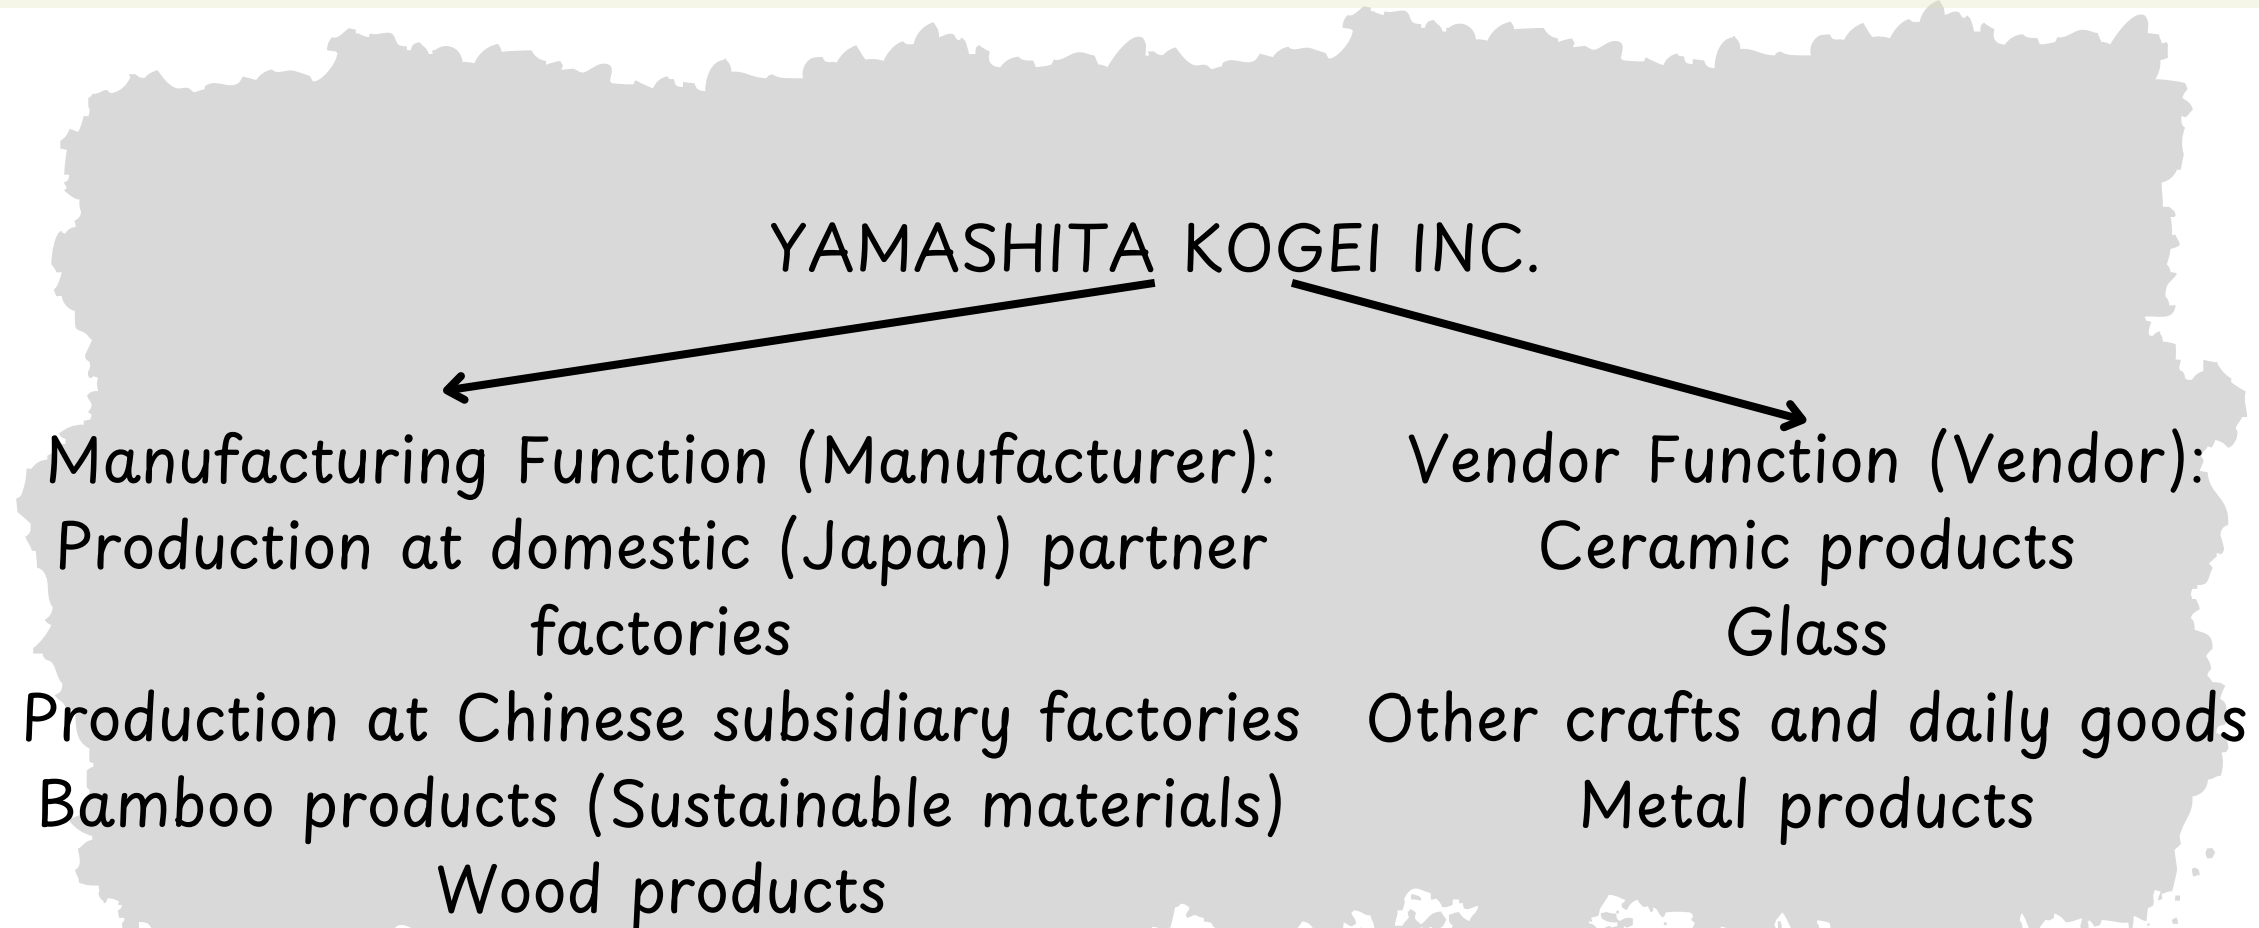 YAMASHITA KOGEI INC.
Manufacturing Function (Manufacturer):
Production at domestic (Japan) partner
factories
Production at Chinese subsidiary factories
Bamboo products (Sustainable materials)
Wood products
Vendor Function (Vendor):
Ceramic products
Glass
Other crafts and daily goods
Metal products